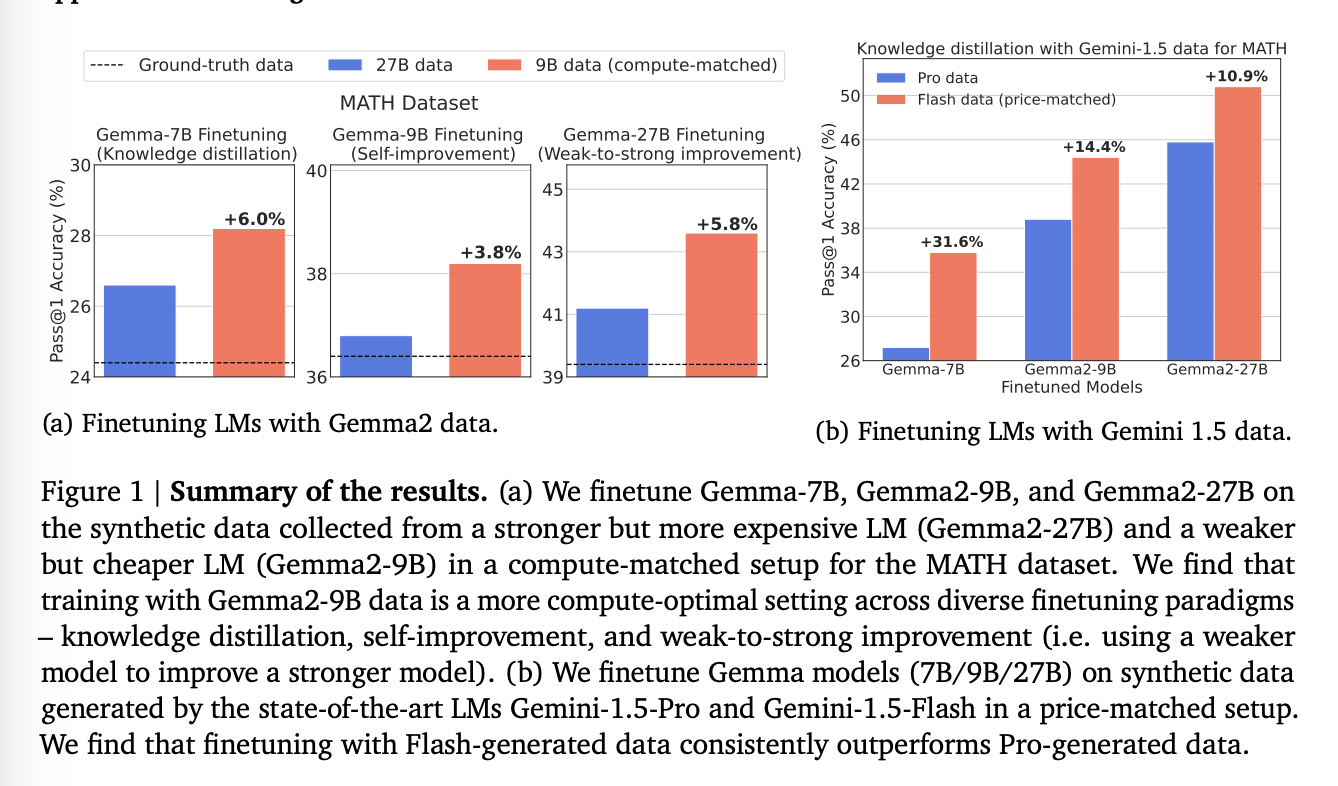 Ground-truth data 27B data 9B data (compute-matched)
MATH Dataset
Gemma-7B Finetuning
(Knowledge distillation)
Pass@1 Accuracy (%)
30
28
26
24
+6.0%
Gemma-9B Finetuning
(Self-improvement)
40
38
36
+3.8%
Gemma-27B Finetuning
(Weak-to-strong improvement)
45
43
41
39
+5.8%
(a) Finetuning LMs with Gemma2 data.
Knowledge distillation with Gemini-1.5 data for MATH
Pro data
Flash data (price-matched)
Pass@1 Accuracy (%)
50
46
42
38
34
30
26
+31.6%
+14.4%
+10.9%
Gemma-7B Gemma2-9B Gemma2-27B
Finetuned Models
(b) Finetuning LMs with Gemini 1.5 data.
Figure 1 | Summary of the results. (a) We finetune Gemma-7B, Gemma2-9B, and Gemma2-27B on
the synthetic data collected from a stronger but more expensive LM (Gemma2-27B) and a weaker
but cheaper LM (Gemma2-9B) in a compute-matched setup for the MATH dataset. We find that
training with Gemma2-9B data is a more compute-optimal setting across diverse finetuning paradigms
– knowledge distillation, self-improvement, and weak-to-strong improvement (i.e. using a weaker
model to improve a stronger model). (b) We finetune Gemma models (7B/9B/27B) on synthetic data
generated by the state-of-the-art LMs Gemini-1.5-Pro and Gemini-1.5-Flash in a price-matched setup.
We find that finetuning with Flash-generated data consistently outperforms Pro-generated data.